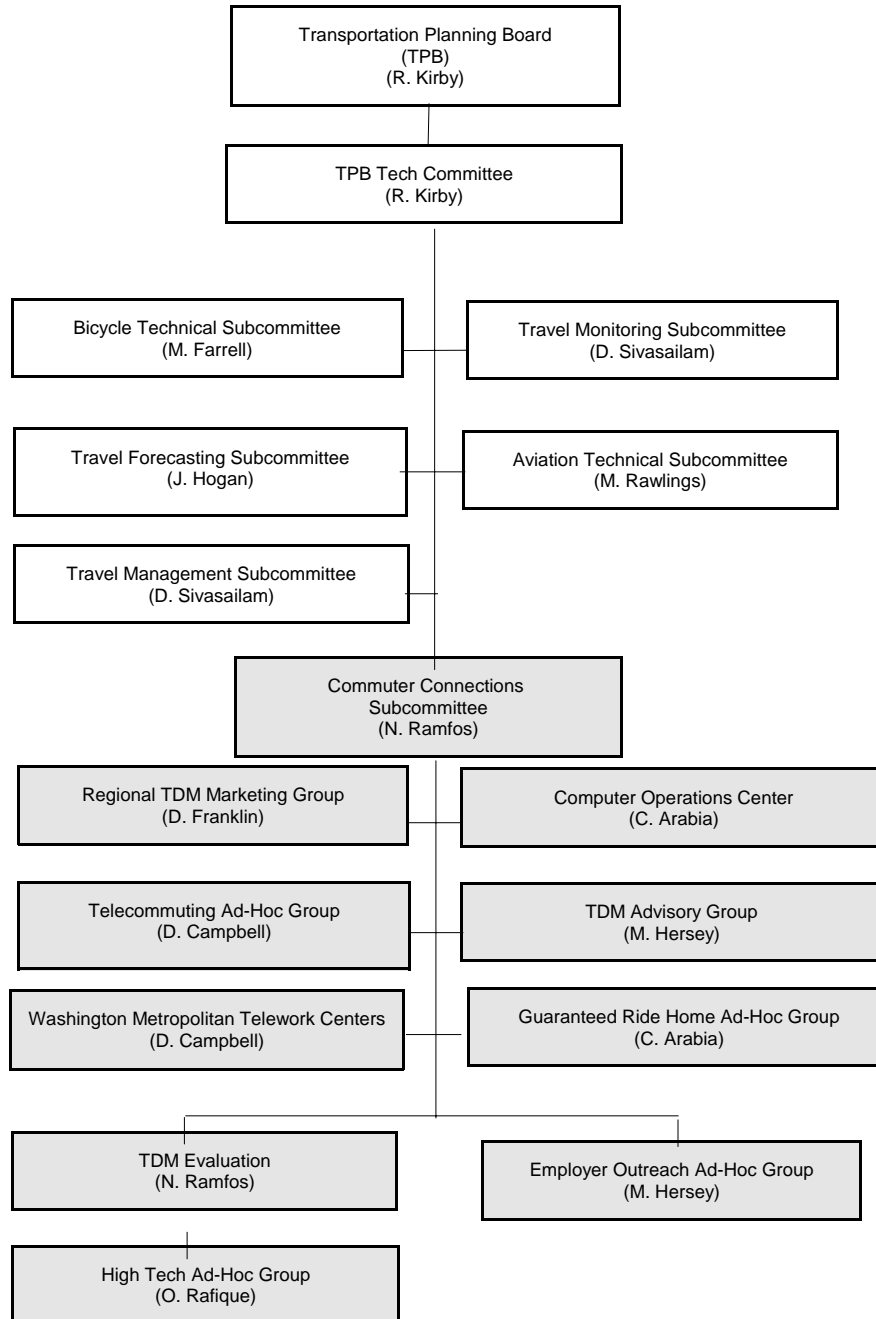 Transportation Planning Board
(TPB)
(R. Kirby)
TPB Tech Committee
(R. Kirby)
Bicycle Technical Subcommittee
(M. Farrell)
Travel Monitoring Subcommittee
(D. Sivasailam)
Travel Forecasting Subcommittee
(J. Hogan)
Aviation Technical Subcommittee
(M. Rawlings)
Travel Management Subcommittee
(D. Sivasailam)
Commuter Connections
Subcommittee
(N. Ramfos)
Regional TDM Marketing Group
(D. Franklin)
Computer Operations Center
(C. Arabia)
Telecommuting Ad-Hoc Group
(D. Campbell)
TDM Advisory Group
(M. Hersey)
Washington Metropolitan Telework Centers
(D. Campbell)
Guaranteed Ride Home Ad-Hoc Group
(C. Arabia)
TDM Evaluation
(N. Ramfos)
Employer Outreach Ad-Hoc Group
(M. Hersey)
High Tech Ad-Hoc Group
(O. Rafique)